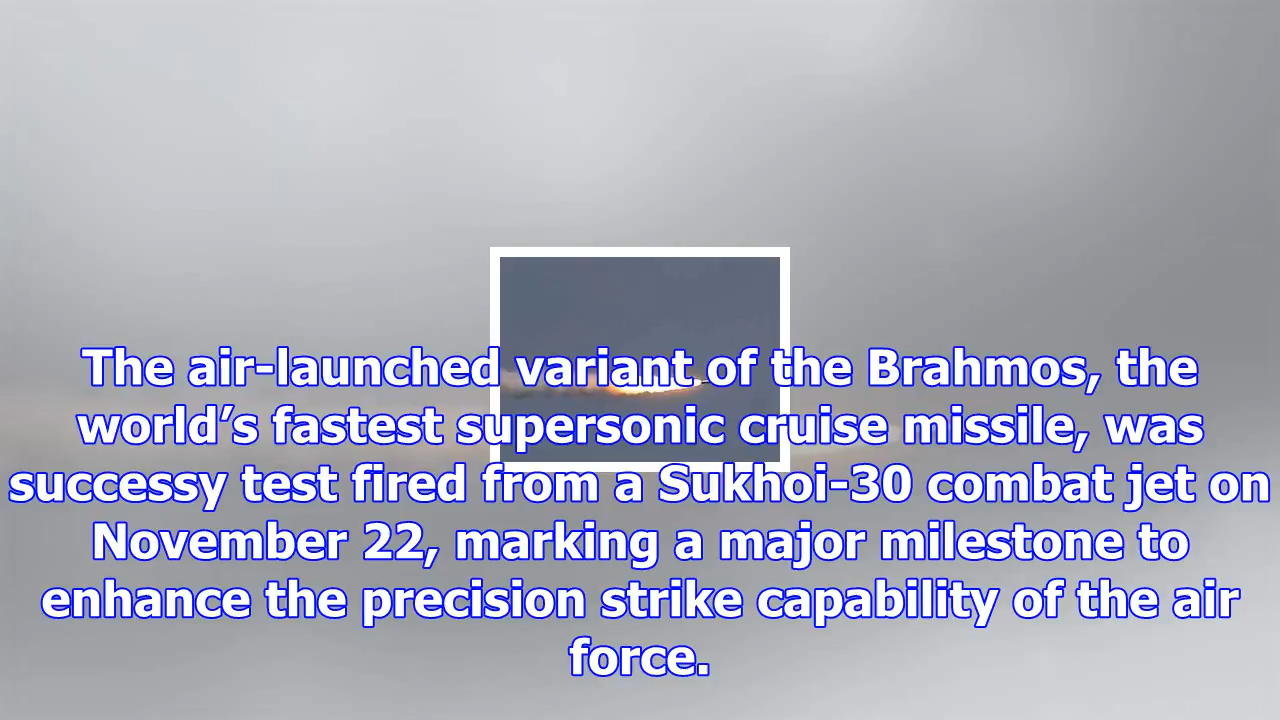 The air-launched variant of the Brahmos, the
world’s fastest supersonic cruise missile, was
successy test fired from a Sukhoi-30 combat jet on
November 22, marking a major milestone to
enhance the precision strike capability of the air
force.